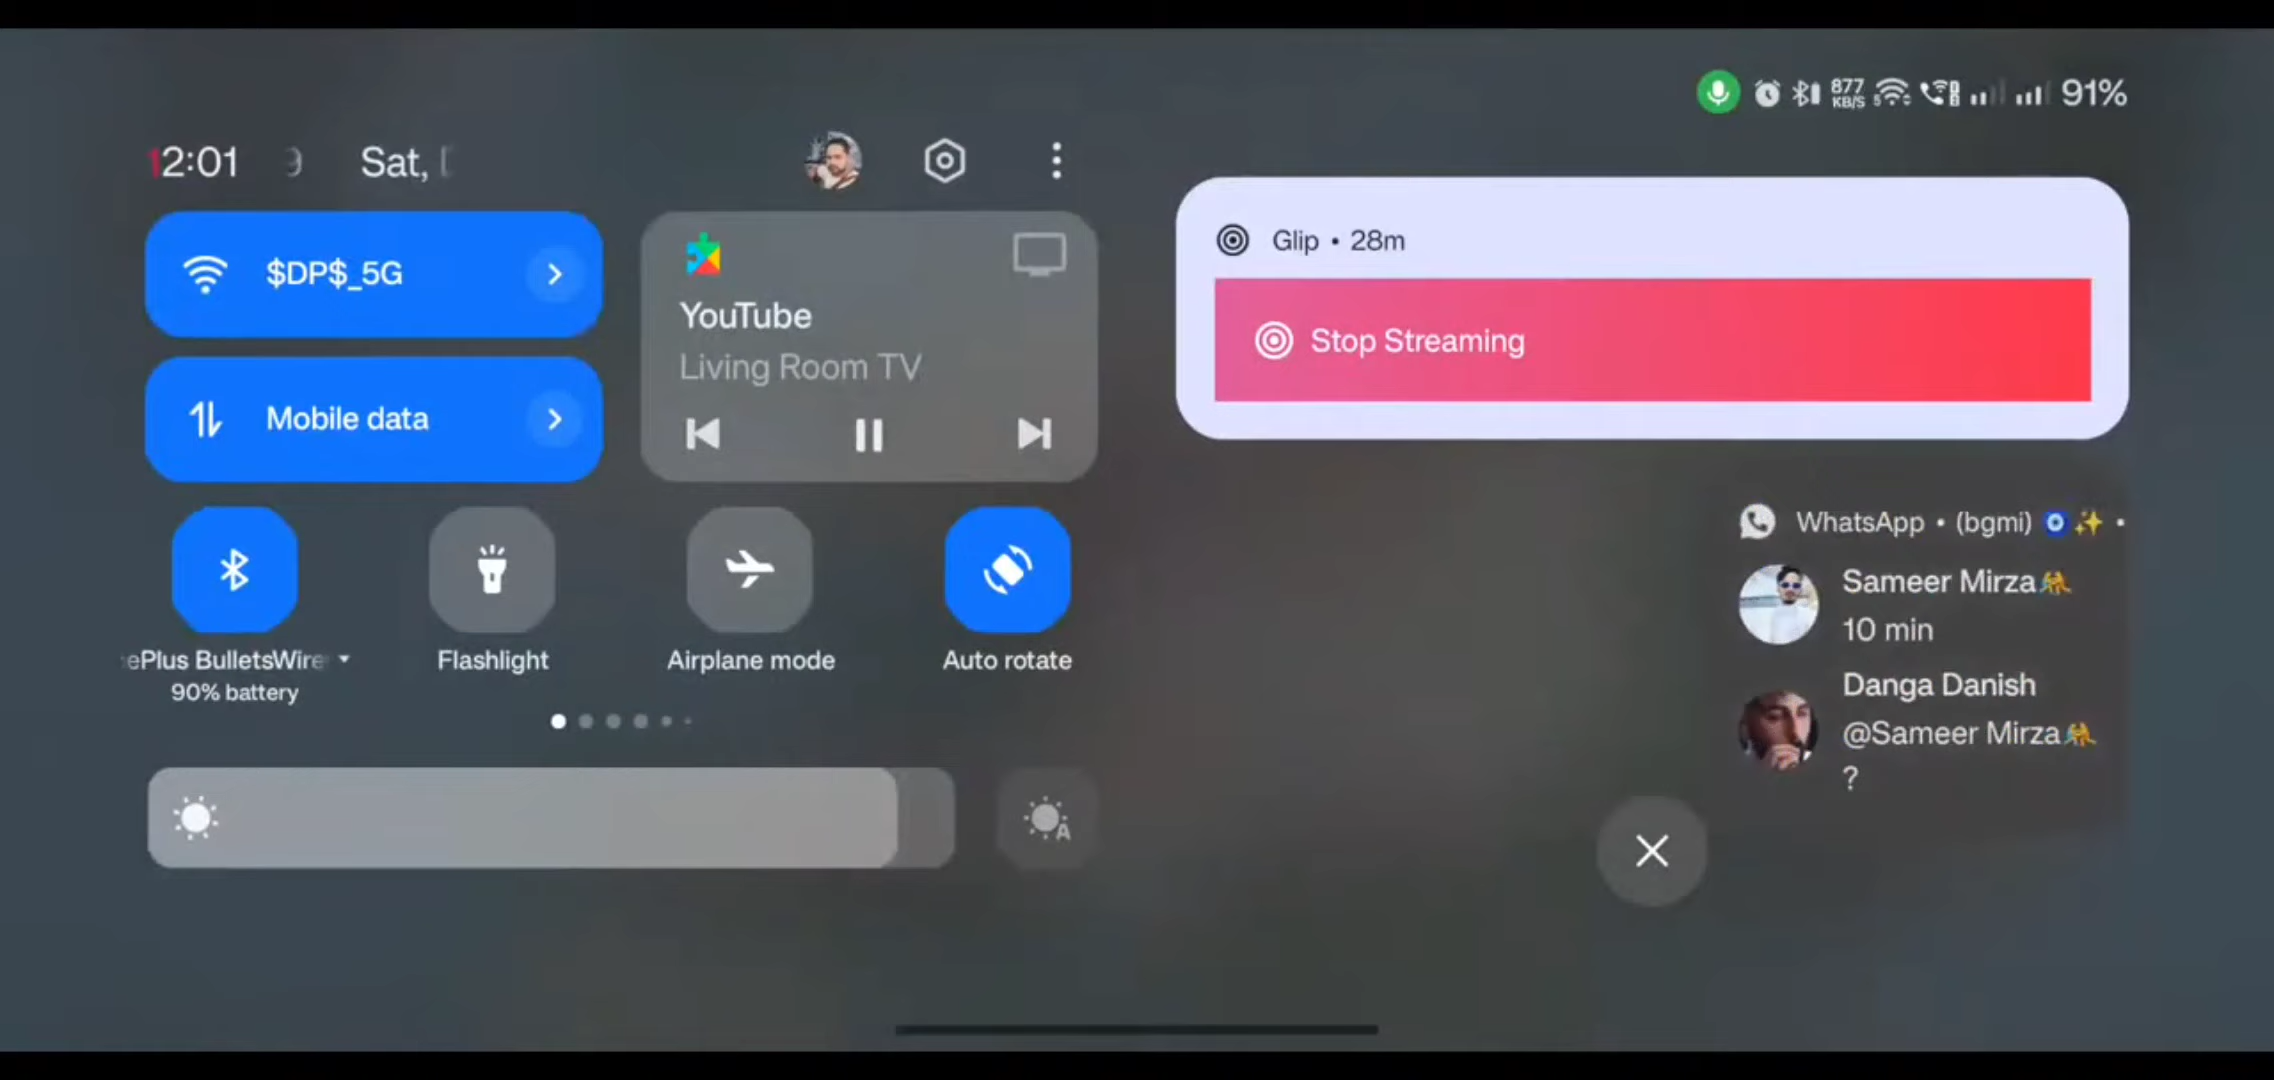 877
KB/S
91%
12:01
Sat,
$DP$_5G
Mobile data
YouTube
Living Room TV
ePlus BulletsWire
90% battery
Flashlight
Airplane mode
Auto rotate
A
Glip • 28m
Stop Streaming
WhatsApp • (bgmi) 🧿✨ •
Sameer Mirza
10 min
Danga Danish
@Sameer Mirza
?